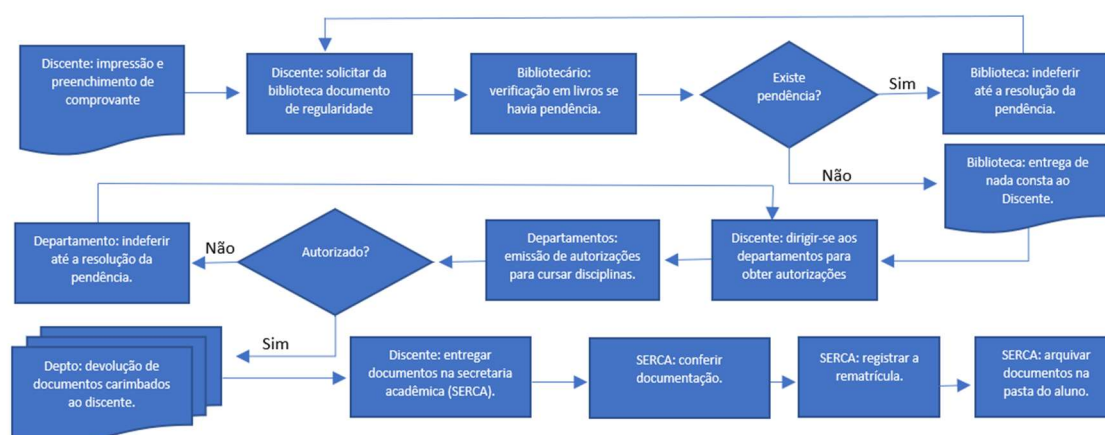 Discente: impressão e
preenchimento de
comprovante
Discente: solicitar da
biblioteca documento
de regularidade
Bibliotecário:
verificação em livros se
havia pendência.
Existe
pendência?
Sim
Biblioteca: indeferir
até a resolução da
pendência.
Não
Biblioteca: entrega de
nada consta ao
Discente.
Discente: dirigir-se aos
departamentos para
obter autorizações
Departamentos:
emissão de autorizações
para cursar disciplinas.
Autorizado?
Não
Departamento: indeferir
até a resolução da
pendência.
Sim
Depto: devolução de
documentos carimbados
ao discente.
Discente: entregar
documentos na secretaria
acadêmica (SERCA).
SERCA: conferir
documentação.
SERCA: registrar a
rematrícula.
SERCA: arquivar
documentos na
pasta do aluno.